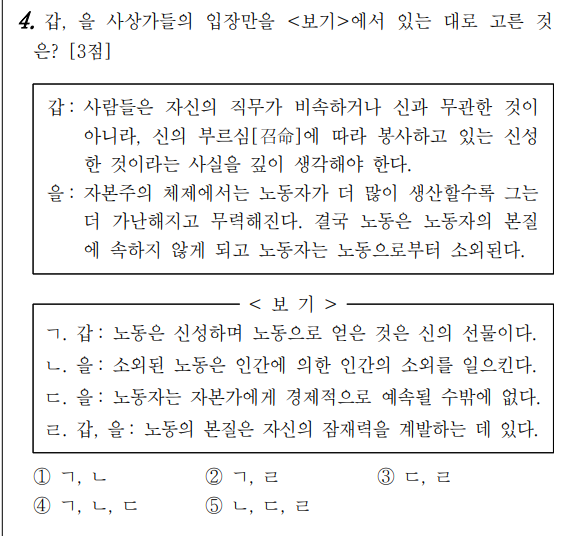 4. 갑, 을 사상가들의 입장만을 <보기>에서 있는 대로 고른 것
은? [3점]
갑: 사람들은 자신의 직무가 비속하거나 신과 무관한 것이
아니라, 신의 부르심[召命]에 따라 봉사하고 있는 신성
한 것이라는 사실을 깊이 생각해야 한다.
을: 자본주의 체제에서는 노동자가 더 많이 생산할수록 그는
더 가난해지고 무력해진다. 결국 노동은 노동자의 본질
에 속하지 않게 되고 노동자는 노동으로부터 소외된다.
< 보 기 >
ㄱ. 갑: 노동은 신성하며 노동으로 얻은 것은 신의 선물이다.
ㄴ. 을: 소외된 노동은 인간에 의한 인간의 소외를 일으킨다.
ㄷ. 을: 노동자는 자본가에게 경제적으로 예속될 수밖에 없다.
ㄹ. 갑, 을: 노동의 본질은 자신의 잠재력을 계발하는 데 있다.
① ㄱ, ㄴ ② ㄱ, ㄹ ③ ㄷ, ㄹ
④ ㄱ, ㄴ, ㄷ ⑤ ㄴ, ㄷ, ㄹ